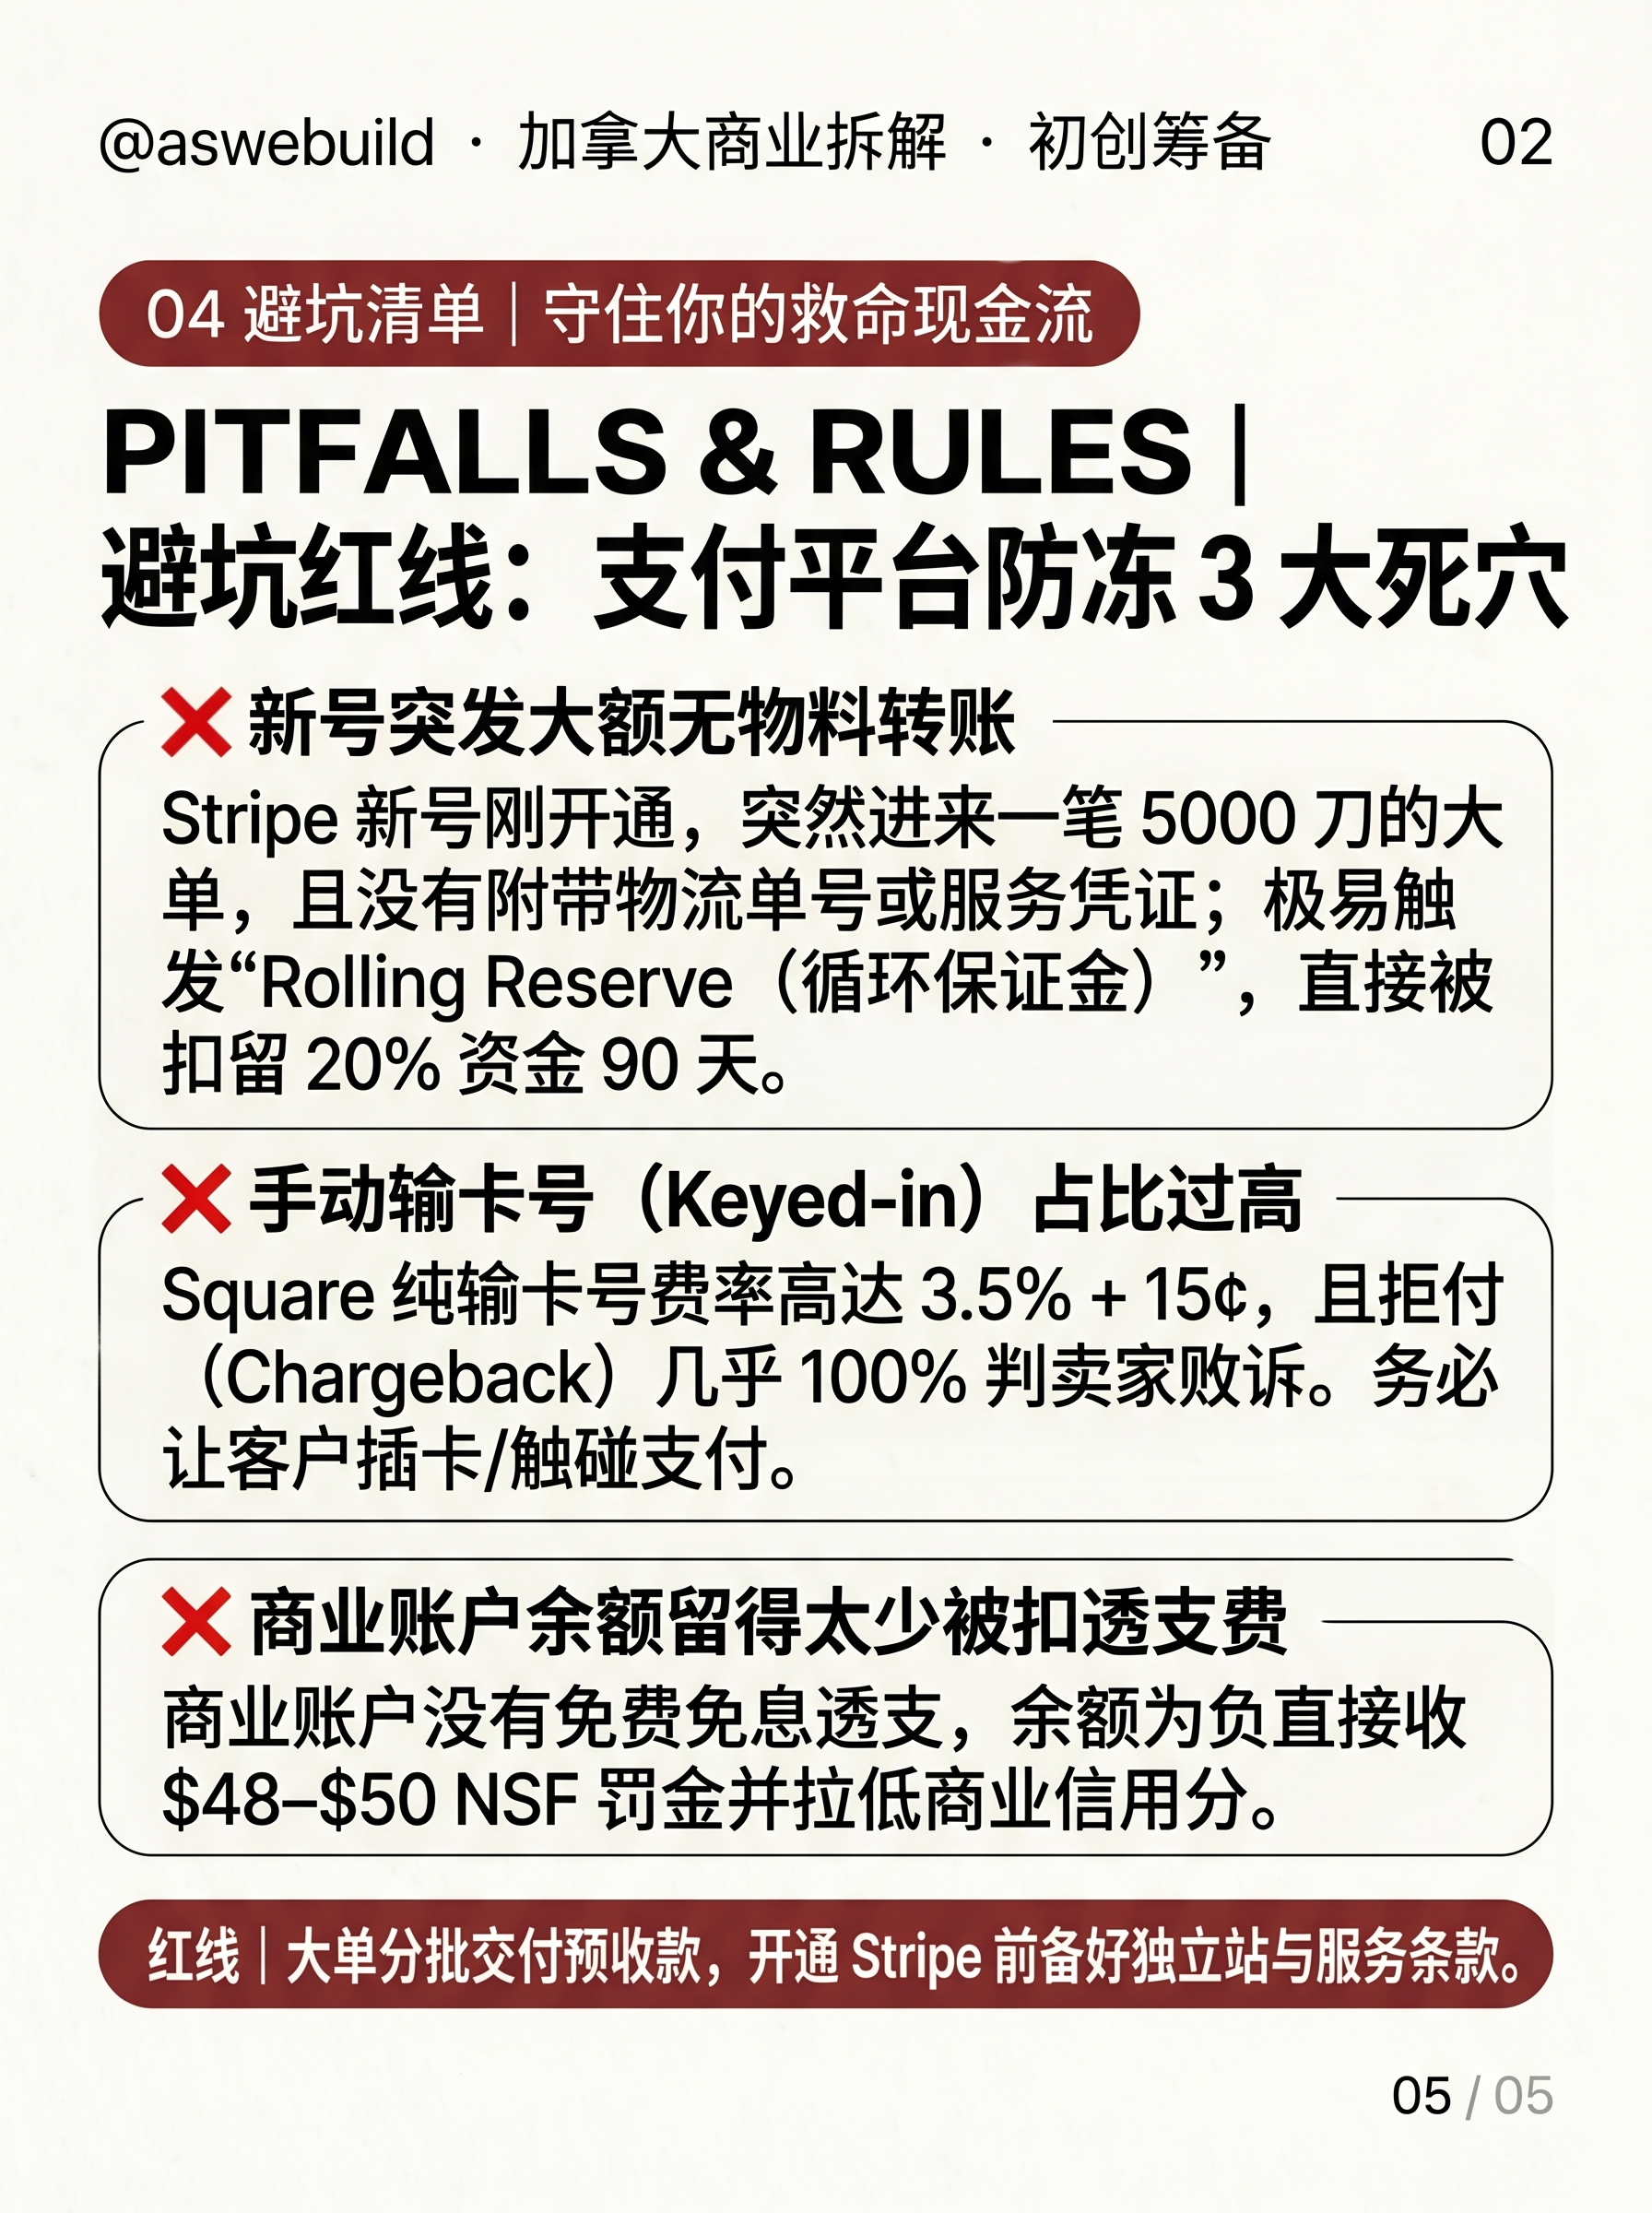 @aswebuild · 加拿大商业拆解 · 初创筹备 02
04 避坑清单｜守住你的救命现金流
PITFALLS & RULES |
避坑红线：支付平台防冻 3 大死穴
❌ 新号突发大额无物料转账
Stripe 新号刚开通，突然进来一笔 5000 刀的大
单，且没有附带物流单号或服务凭证；极易触
发“Rolling Reserve（循环保证金）”，直接被
扣留 20% 资金 90 天。
❌ 手动输卡号（Keyed-in）占比过高
Square 纯输卡号费率高达 3.5% + 15¢，且拒付
（Chargeback）几乎 100% 判卖家败诉。务必
让客户插卡/触碰支付。
❌ 商业账户余额留得太少被扣透支费
商业账户没有免费免息透支，余额为负直接收
$48–$50 NSF 罚金并拉低商业信用分。
红线｜大单分批交付预收款，开通 Stripe 前备好独立站与服务条款。
05 / 05